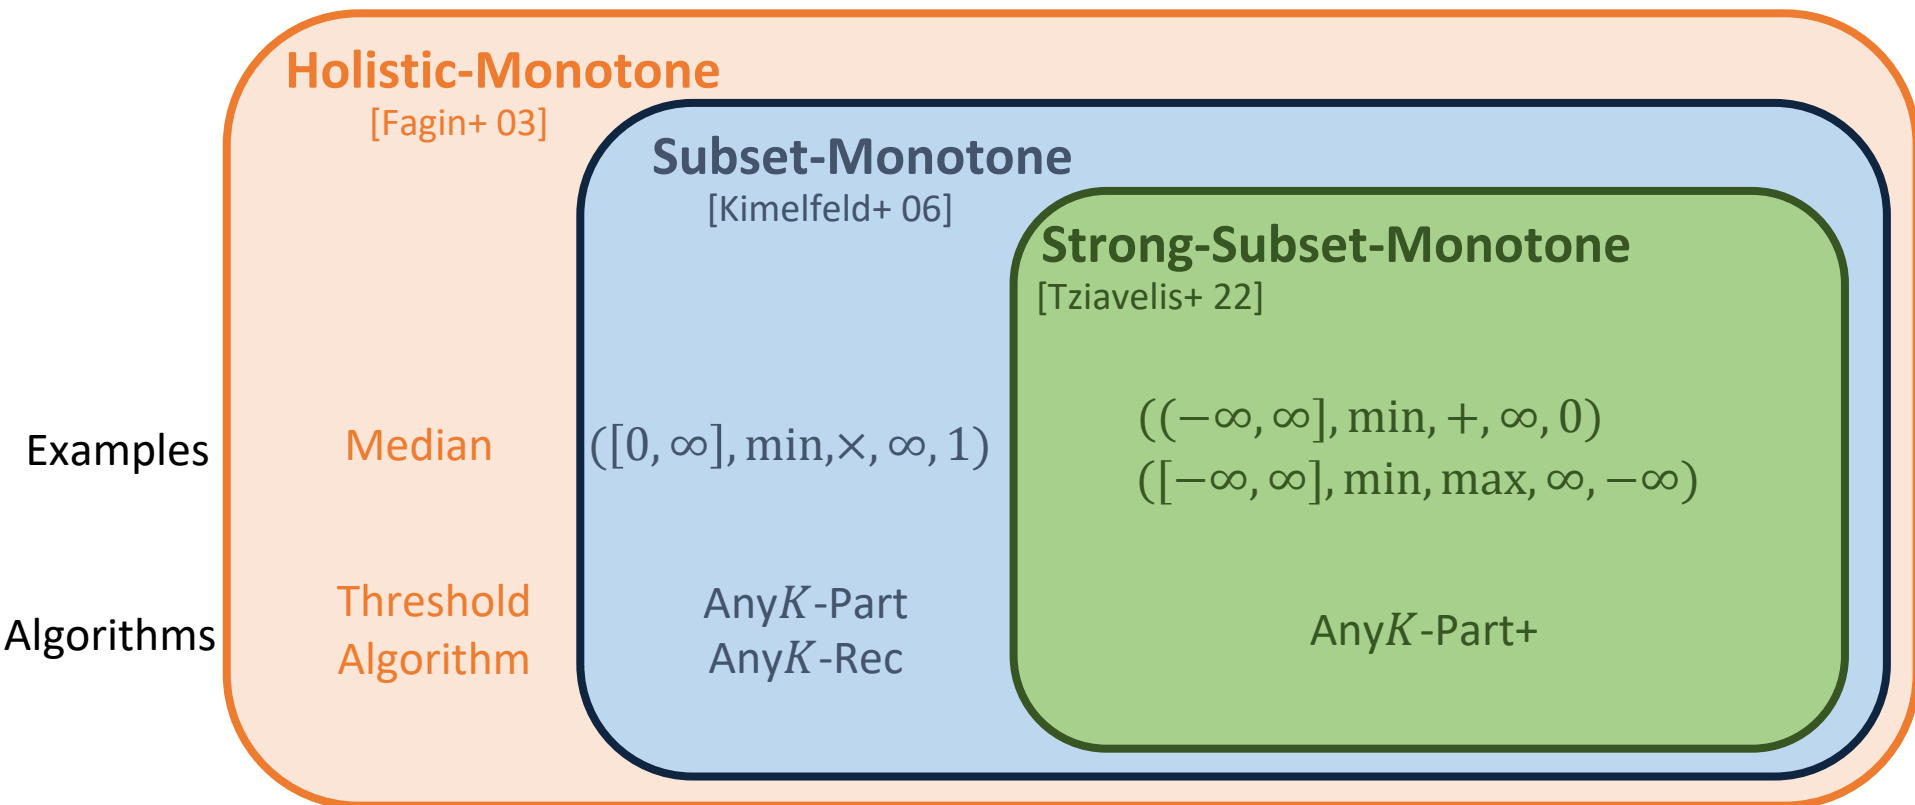 Holistic-Monotone
[Fagin+ 03]
Subset-Monotone
[Kimelfeld+ 06]
Strong-Subset-Monotone
[Tziavelis+ 22]
Examples
Median
([0, ∞], min,×, ∞, 1)
((−∞, ∞], min, +, ∞, 0)
([−∞, ∞], min, max, ∞, −∞)
Algorithms
Threshold
Algorithm
AnyK-Part
AnyK-Rec
AnyK-Part+